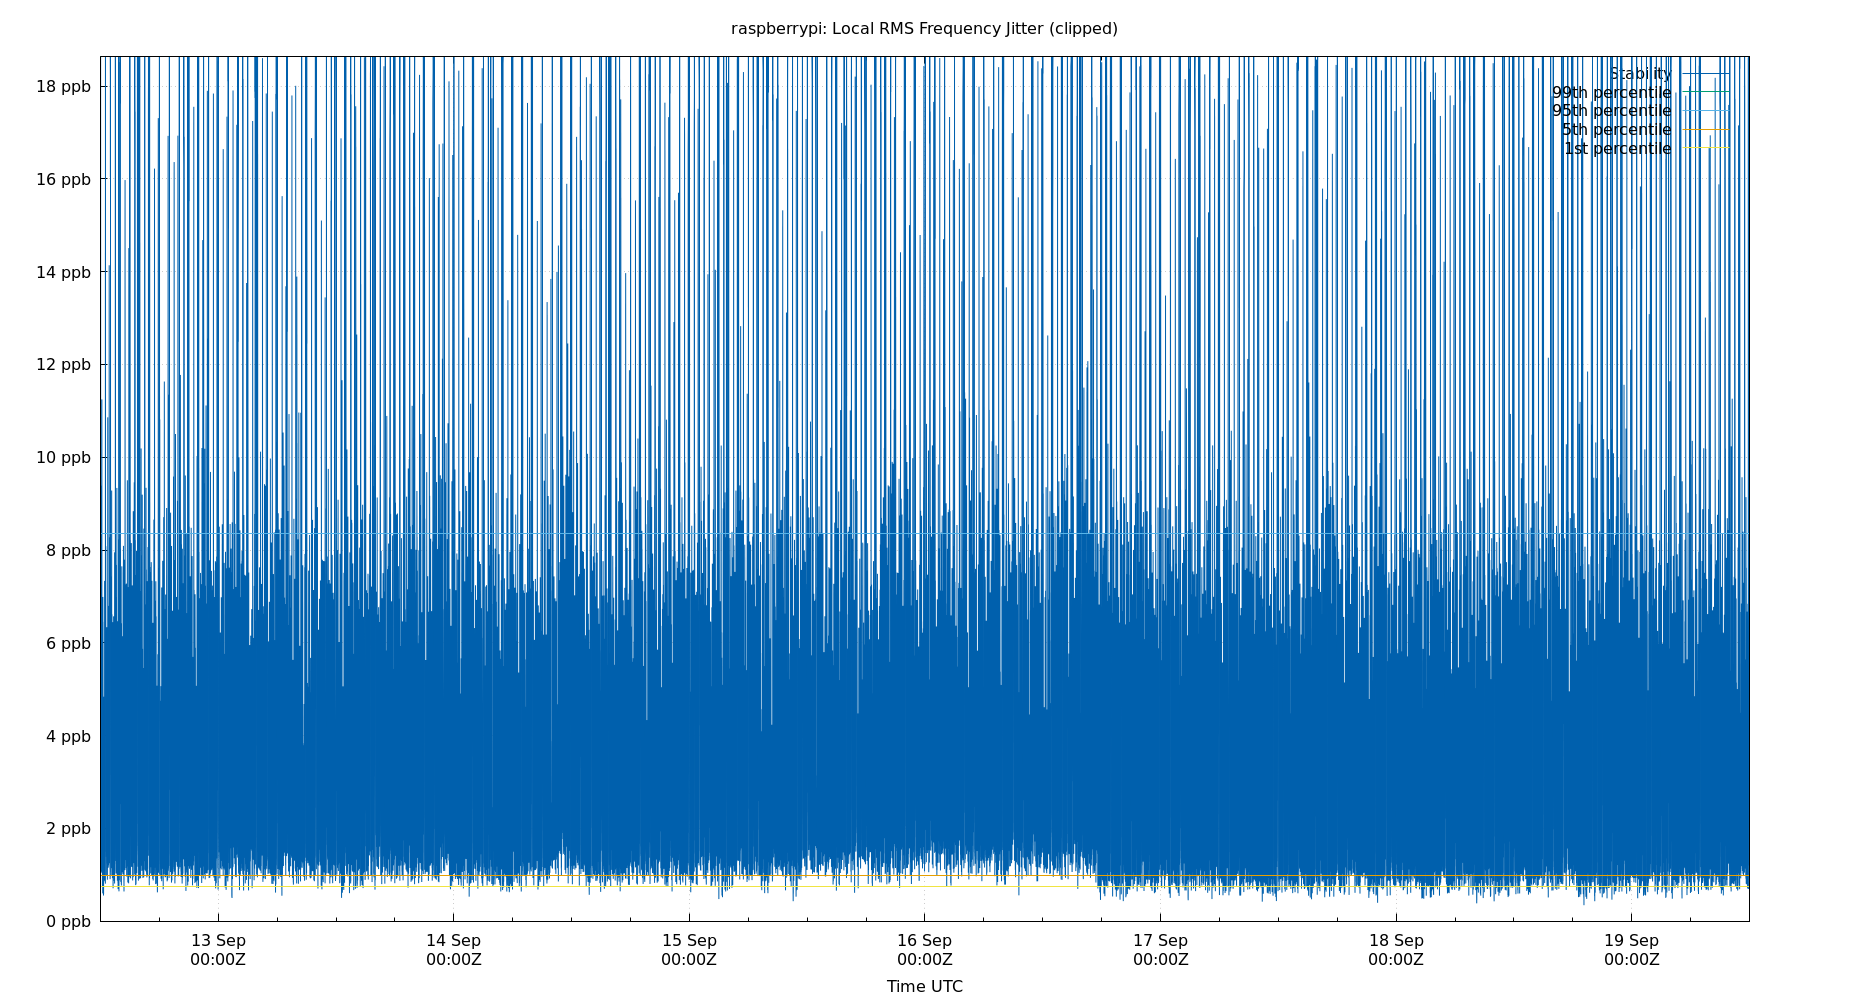 raspberrypi: Local RMS Frequency Jitter (clipped)
18 ppb
16 ppb
14 ppb
12 ppb
10 ppb
8 ppb
6 ppb
4 ppb
2 ppb
0 ppb
Stability
99th percentile
95th percentile
5th percentile
1st percentile
13 Sep 14 Sep 15 Sep 16 Sep 17 Sep 18 Sep 19 Sep
00:00Z 00:00Z 00:00Z 00:00Z 00:00Z 00:00Z 00:00Z
Time UTC